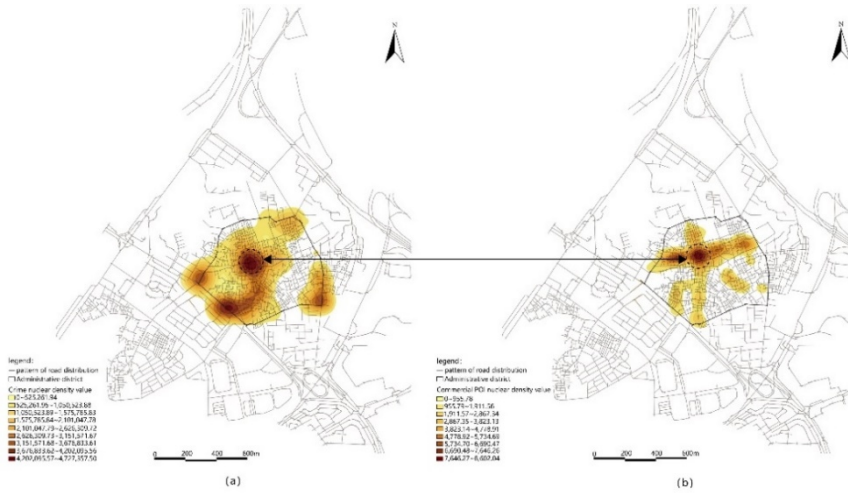 N
N
legend:
pattern of road distribution
Administrative district
Crime nuclear density value
0~525,261.94
525,261.95~1,050,523.88
1,050,523.89~1,575,785.83
1,575,785.84~2,101,047.78
2,101,047.79~2,626,309.72
2,626,309.73~3,151,571.67
3,151,571.68~3,676,833.61
3,676,833.62~4,202,095.56
4,202,095.57~4,727,357.50
0 200 400 600m
(a)
legend:
pattern of road distribution
Administrative district
Commercial POI nuclear density value
0~955.78
955.79~1,911.56
1,911.57~2,867.34
2,867.35~3,823.13
3,823.14~4,778.91
4,778.92~5,734.69
5,734.70~6,690.47
6,690.48~7,646.26
7,646.27~8,602.04
0 200 400 600m
(b)